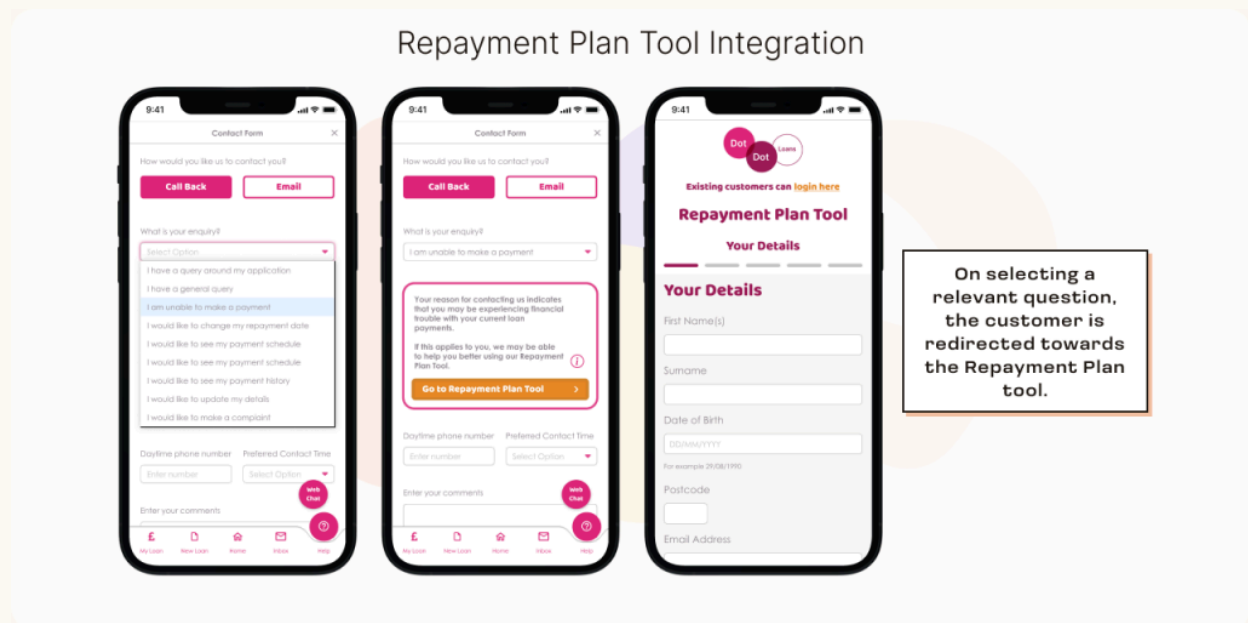 Repayment Plan Tool Integration
9:41
Contact Form
How would you like us to contact you?
Call Back
Email
What is your enquiry?
Select Option
I have a query around my application
I have a general query
I am unable to make a payment
I would like to change my repayment date
I would like to see my payment schedule
I would like to see my payment schedule
I would like to see my payment history
I would like to update my details
I would like to make a complaint
Daytime phone number
Preferred Contact Time
Enter number
Select Option
Web
Chat
Enter your comments
My Loan
New Loan
Home
Inbox
Help
9:41
Contact Form
How would you like us to contact you?
Call Back
Email
What is your enquiry?
I am unable to make a payment
Your reason for contacting us indicates
that you may be experiencing financial
trouble with your current loan
payments.
If this applies to you, we may be able
to help you better using our Repayment
Plan Tool.
Go to Repayment Plan Tool
Daytime phone number
Preferred Contact Time
Enter number
Select Option
Enter your comments
Web
Chat
My Loan
New Loan
Home
Inbox
Help
9:41
Dot
Dot
Loans
Existing customers can login here
Repayment Plan Tool
Your Details
Your Details
First Name(s)
Surname
Date of Birth
DD/MM/YYYY
For example 29/08/1990
Postcode
Email Address
On selecting a
relevant question,
the customer is
redirected towards
the Repayment Plan
tool.